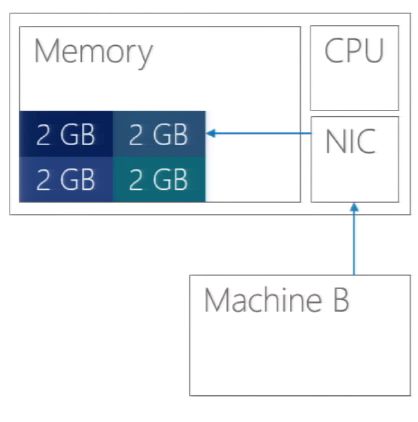 Memory
CPU
2 GB 2 GB
2 GB 2 GB
NIC
Machine B